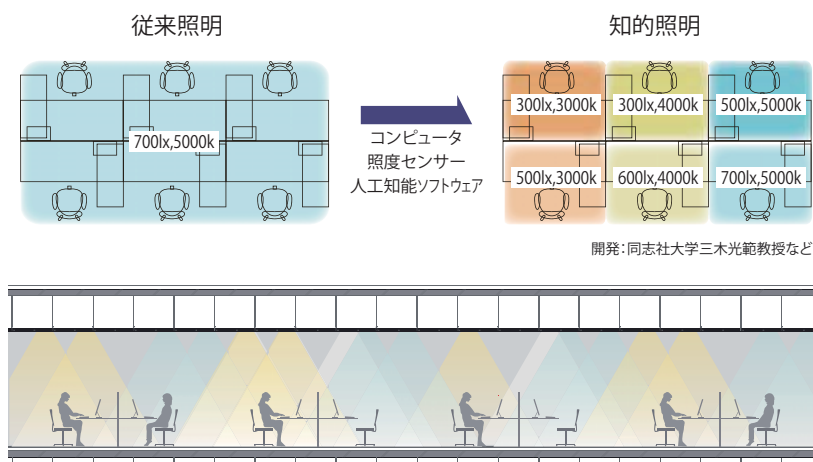 従来照明
知的照明
700lx,5000k
コンピュータ
照度センサー
人工知能ソフトウェア
300lx,3000k
300lx,4000k
500lx,5000k
500lx,3000k
600lx,4000k
700lx,5000k
開発：同志社大学三木光範教授など